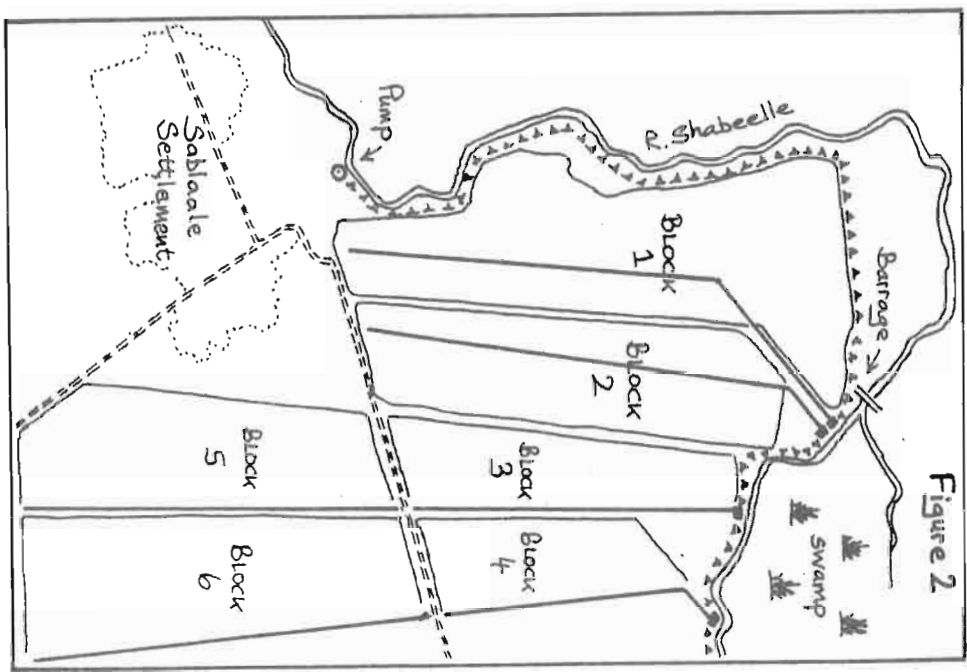 Figure 2
R. Shabeelle
Barrage
Pump
SWAMP
Block
1
Block
2
Block
3
Block
4
Block
5
Block
6
Sablaale
Settlement